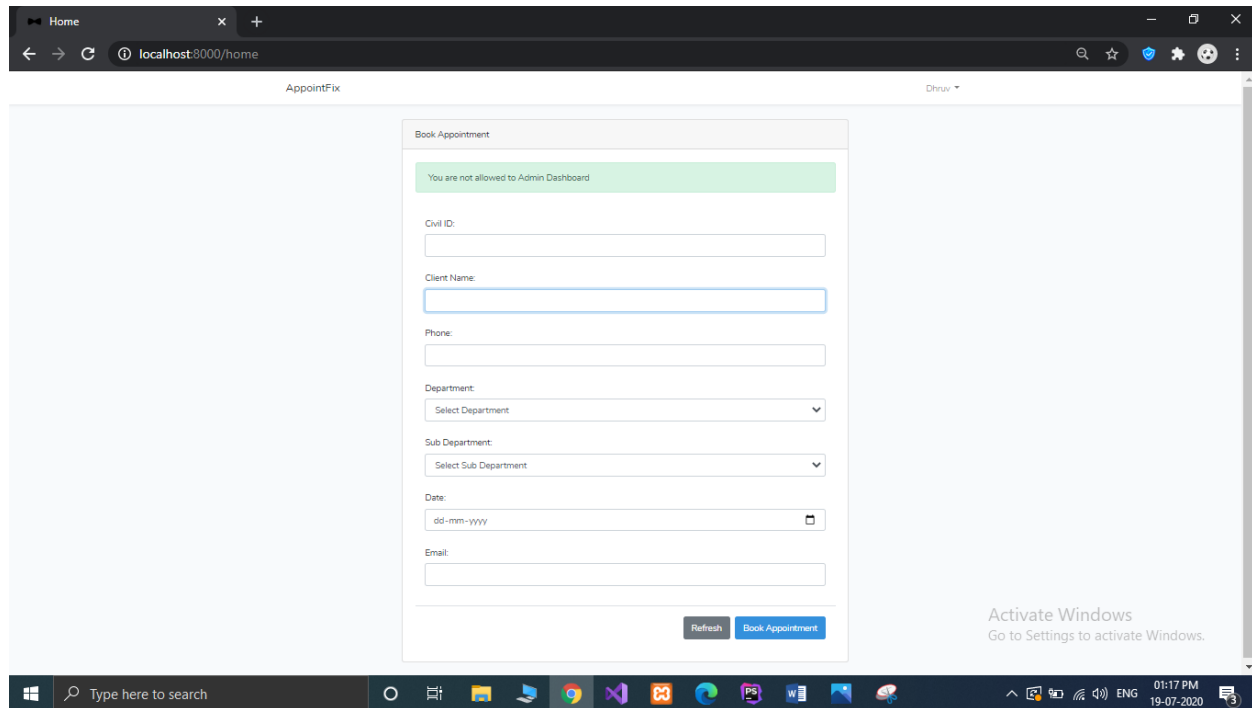 Home
localhost:8000/home
AppointFix
Dhruv
Book Appointment
You are not allowed to Admin Dashboard
Civil ID:
Client Name:
Phone:
Department:
Select Department
Sub Department:
Select Sub Department
Date:
dd-mm-yyyy
Email:
Refresh Book Appointment
Activate Windows
Go to Settings to activate Windows.
Type here to search
PS
W
ENG
01:17 PM
19-07-2020
3